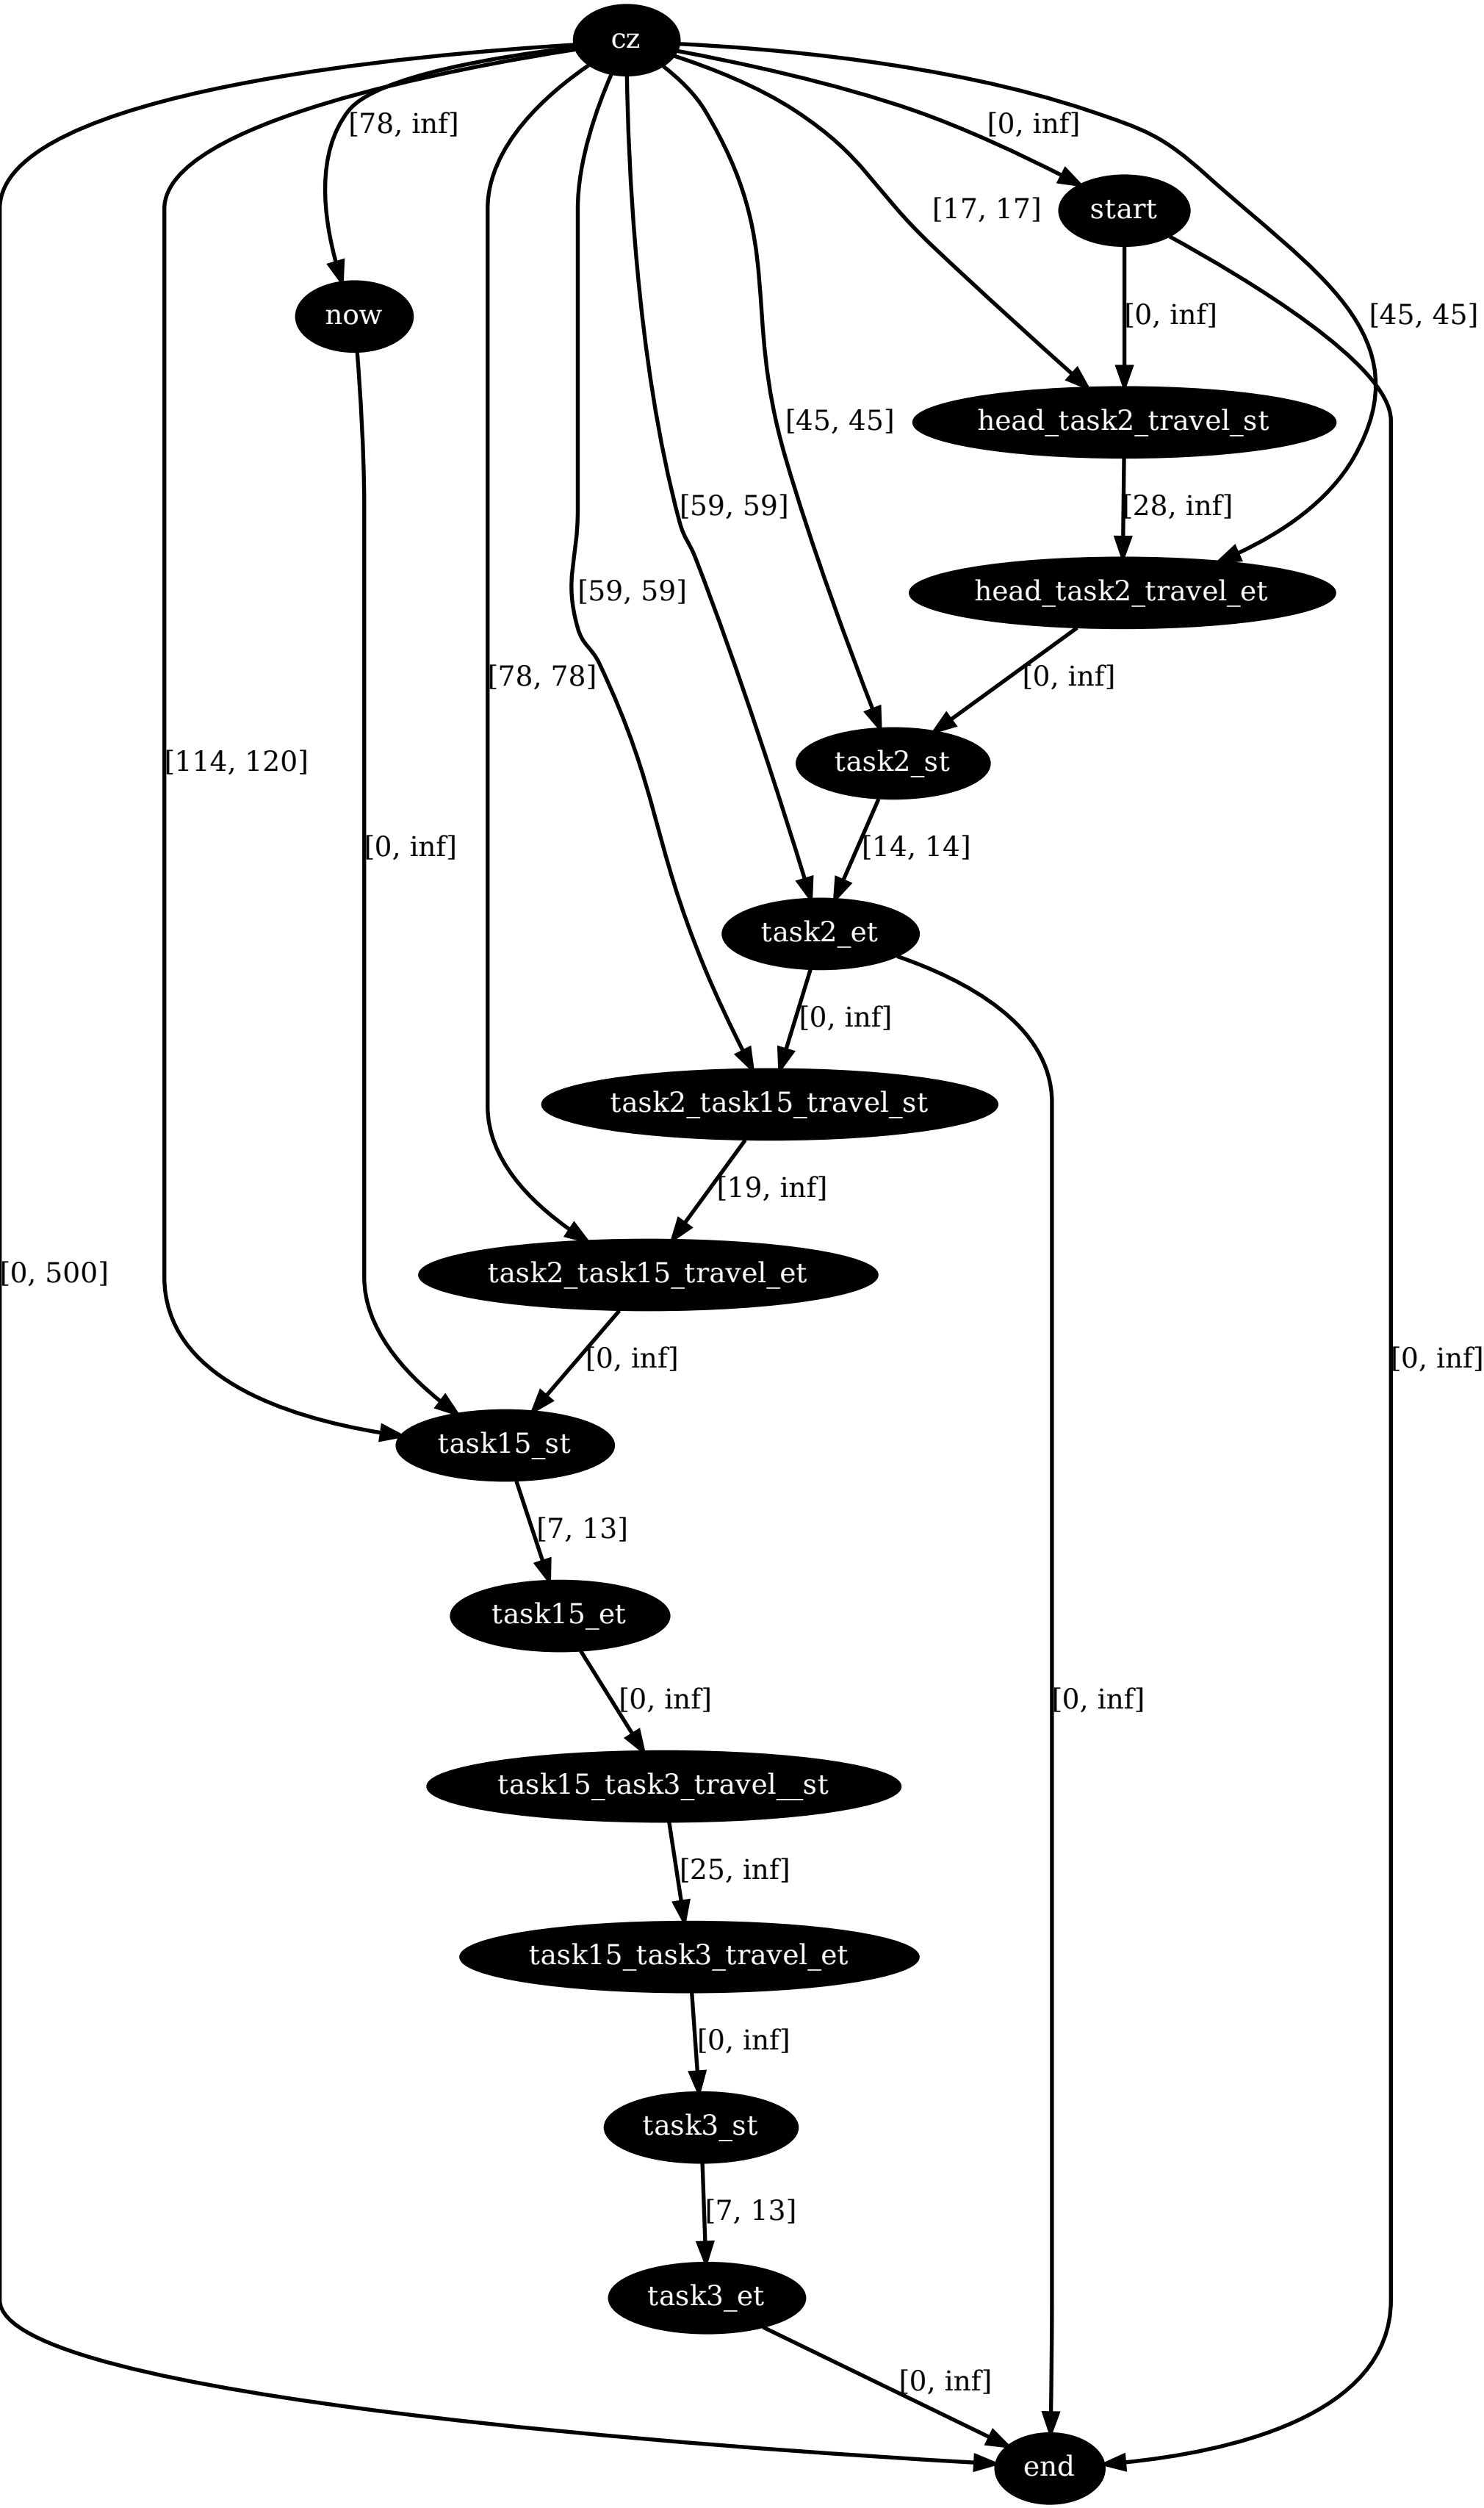 cz
[78, inf]
[0, inf]
[17, 17]
start
now
[0, inf]
[45, 45]
[45, 45]
head_task2_travel_st
[59, 59]
[28, inf]
[59, 59]
head_task2_travel_et
[78, 78]
[0, inf]
[114, 120]
task2_st
[0, inf]
[14, 14]
task2_et
[0, inf]
task2_task15_travel_st
[19, inf]
[0, 500]
task2_task15_travel_et
[0, inf]
[0, inf]
task15_st
[7, 13]
task15_et
[0, inf]
[0, inf]
task15_task3_travel__st
[25, inf]
task15_task3_travel_et
[0, inf]
task3_st
[7, 13]
task3_et
[0, inf]
end